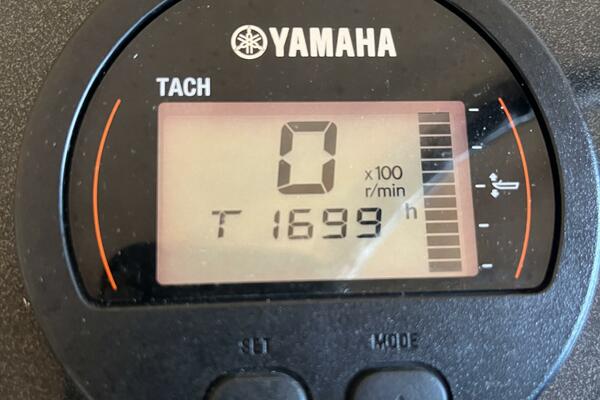 YAMAHA
TACH
0
x100
r/min
T 1699 h
SET
MODE